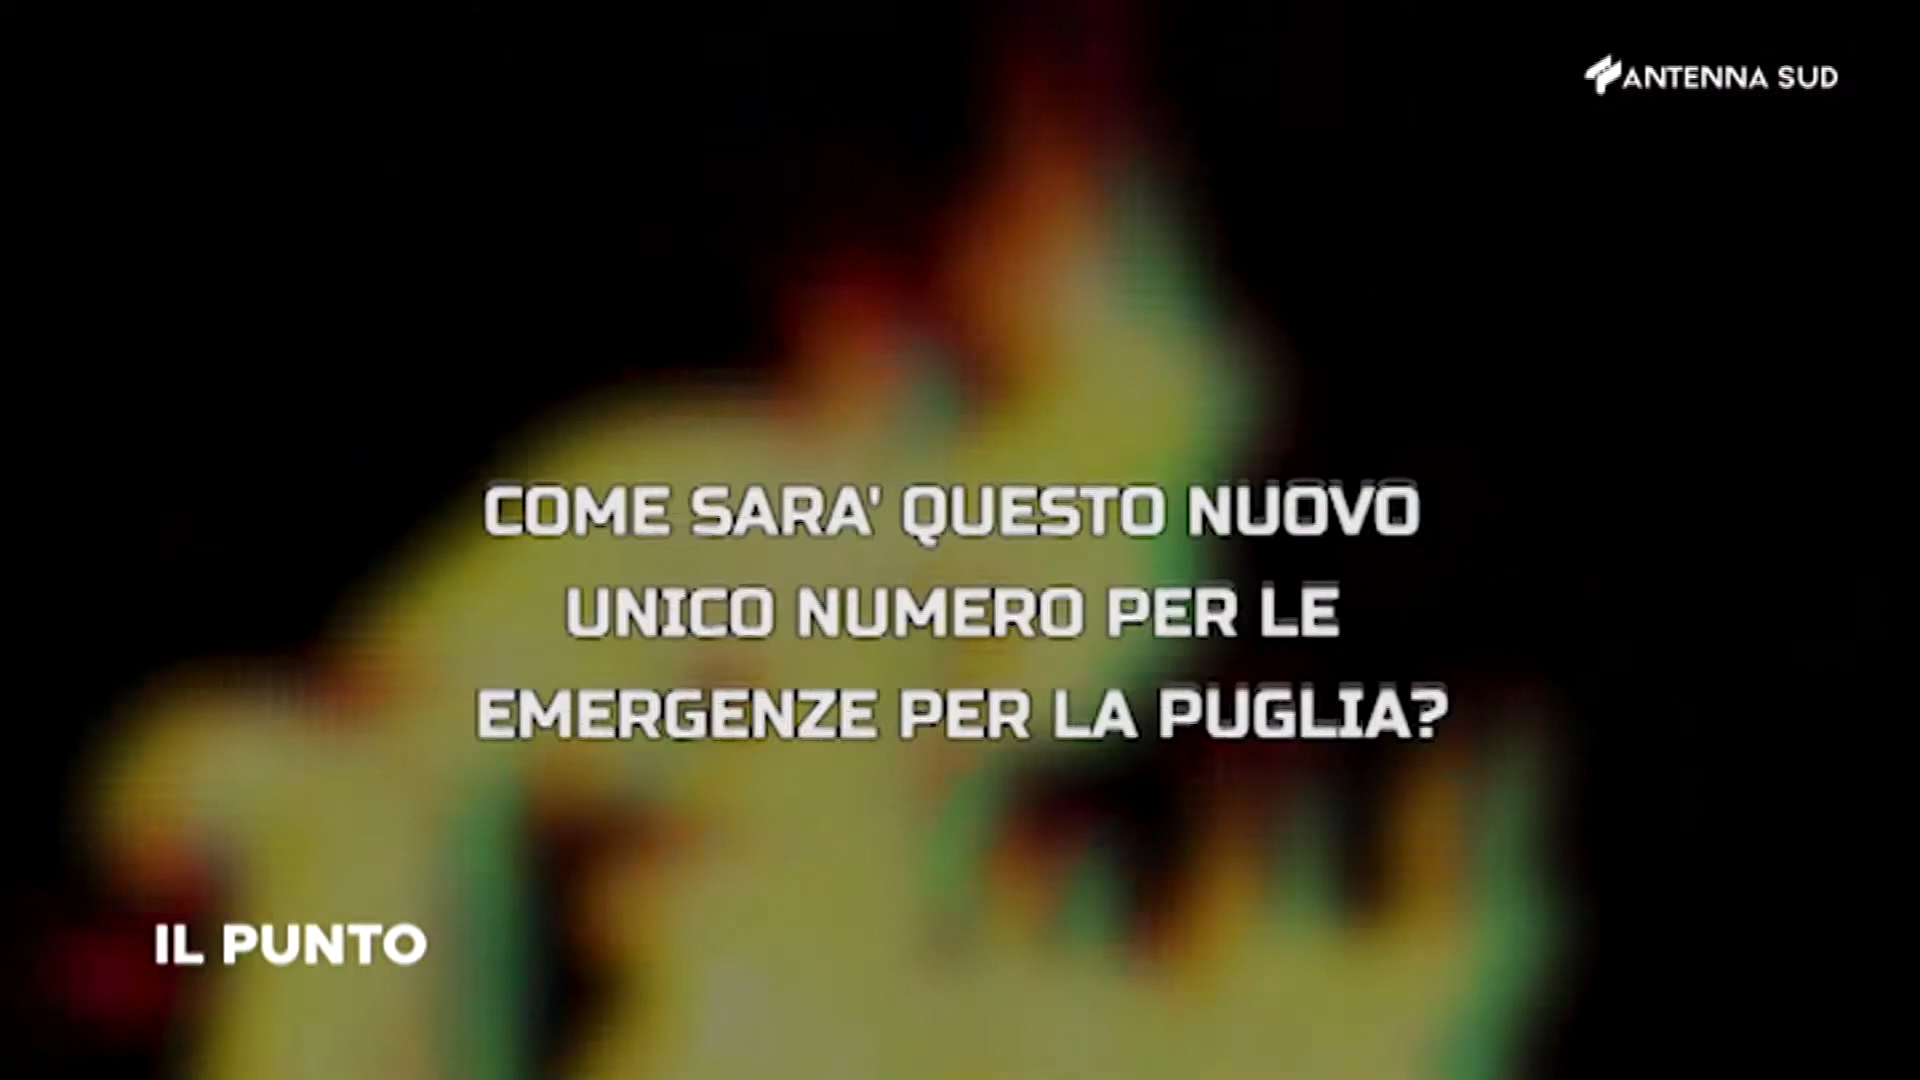 ANTENNA SUD
COME SARA' QUESTO NUOVO
UNICO NUMERO PER LE
EMERGENZE PER LA PUGLIA?
IL PUNTO